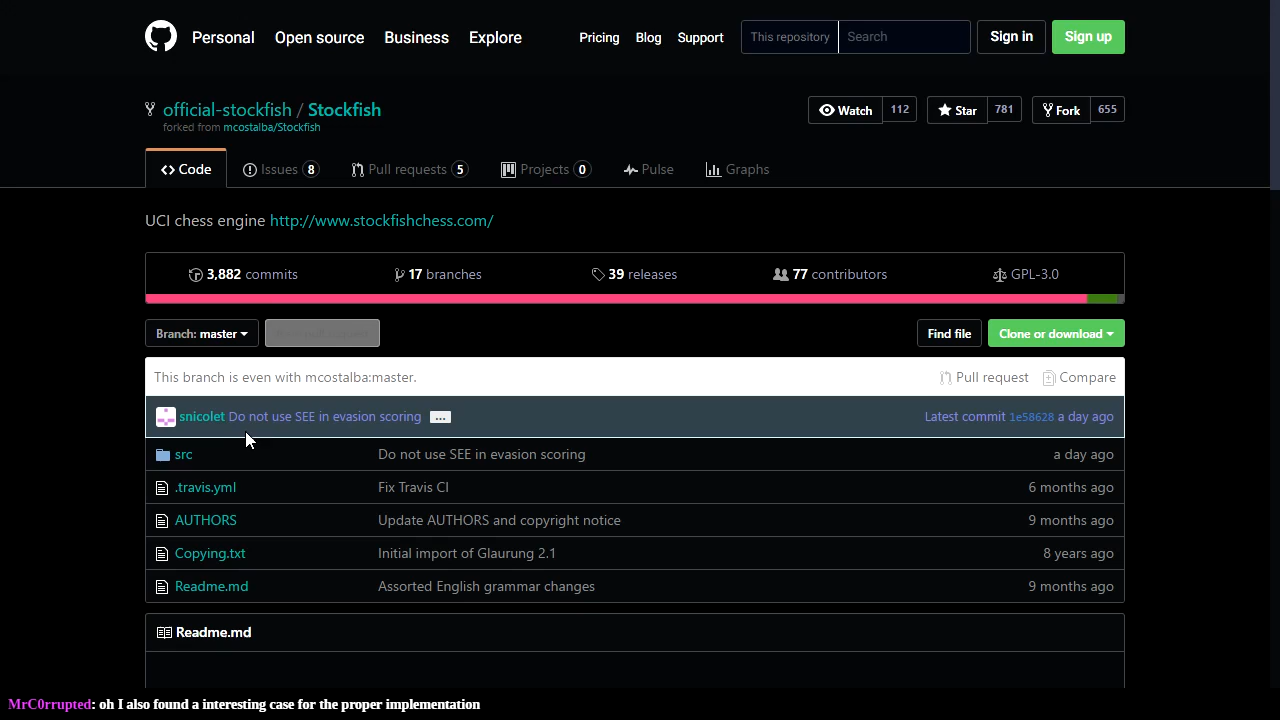 Personal Open source Business Explore Pricing Blog Support This repository Search Sign in Sign up
official-stockfish / Stockfish Watch 112 Star 781 Fork 655
forked from mcostalba/Stockfish
Code Issues 8 Pull requests 5 Projects 0 Pulse Graphs
UCI chess engine http://www.stockfishchess.com/
3,882 commits 17 branches 39 releases 77 contributors GPL-3.0
Branch: master Find file Clone or download
This branch is even with mcostalba:master. Pull request Compare
snicolet Do not use SEE in evasion scoring ... Latest commit 1e58628 a day ago
src Do not use SEE in evasion scoring a day ago
.travis.yml Fix Travis CI 6 months ago
AUTHORS Update AUTHORS and copyright notice 9 months ago
Copying.txt Initial import of Glaurung 2.1 8 years ago
Readme.md Assorted English grammar changes 9 months ago
Readme.md
MrC0rrupted: oh I also found a interesting case for the proper implementation